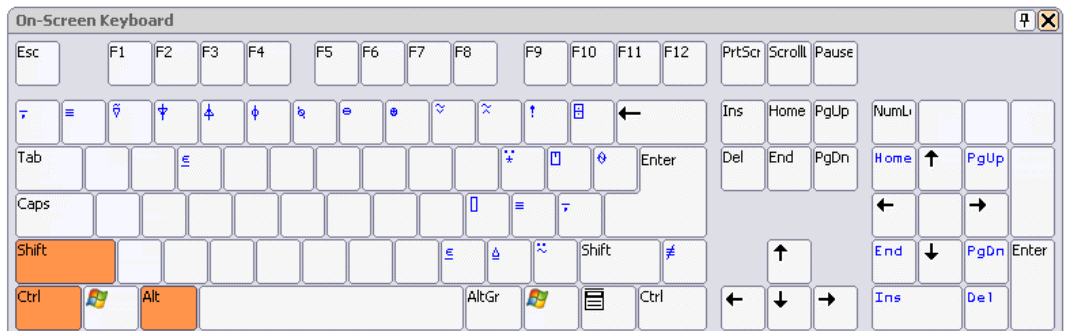 On-Screen Keyboard
Esc F1 F2 F3 F4 F5 F6 F7 F8 F9 F10 F11 F12 PrtScr ScrollL Pause
⌿ ≡ ⍫ ⍒ ⍋ ⌽ ⍉ ⊖ ⍟ ⍱ ⍲ ! ⌹ ← Ins Home PgUp NumL
Tab ⍷ ⍣ ⍞ ⍬ Enter Del End PgDn Home ↑ PgUp
Caps ⌷ ≡ ← →
Shift ⍷ ⍙ ⍨ Shift ≢ ↑ End ↓ PgDn Enter
Ctrl Alt AltGr Ctrl ← ↓ → Ins Del